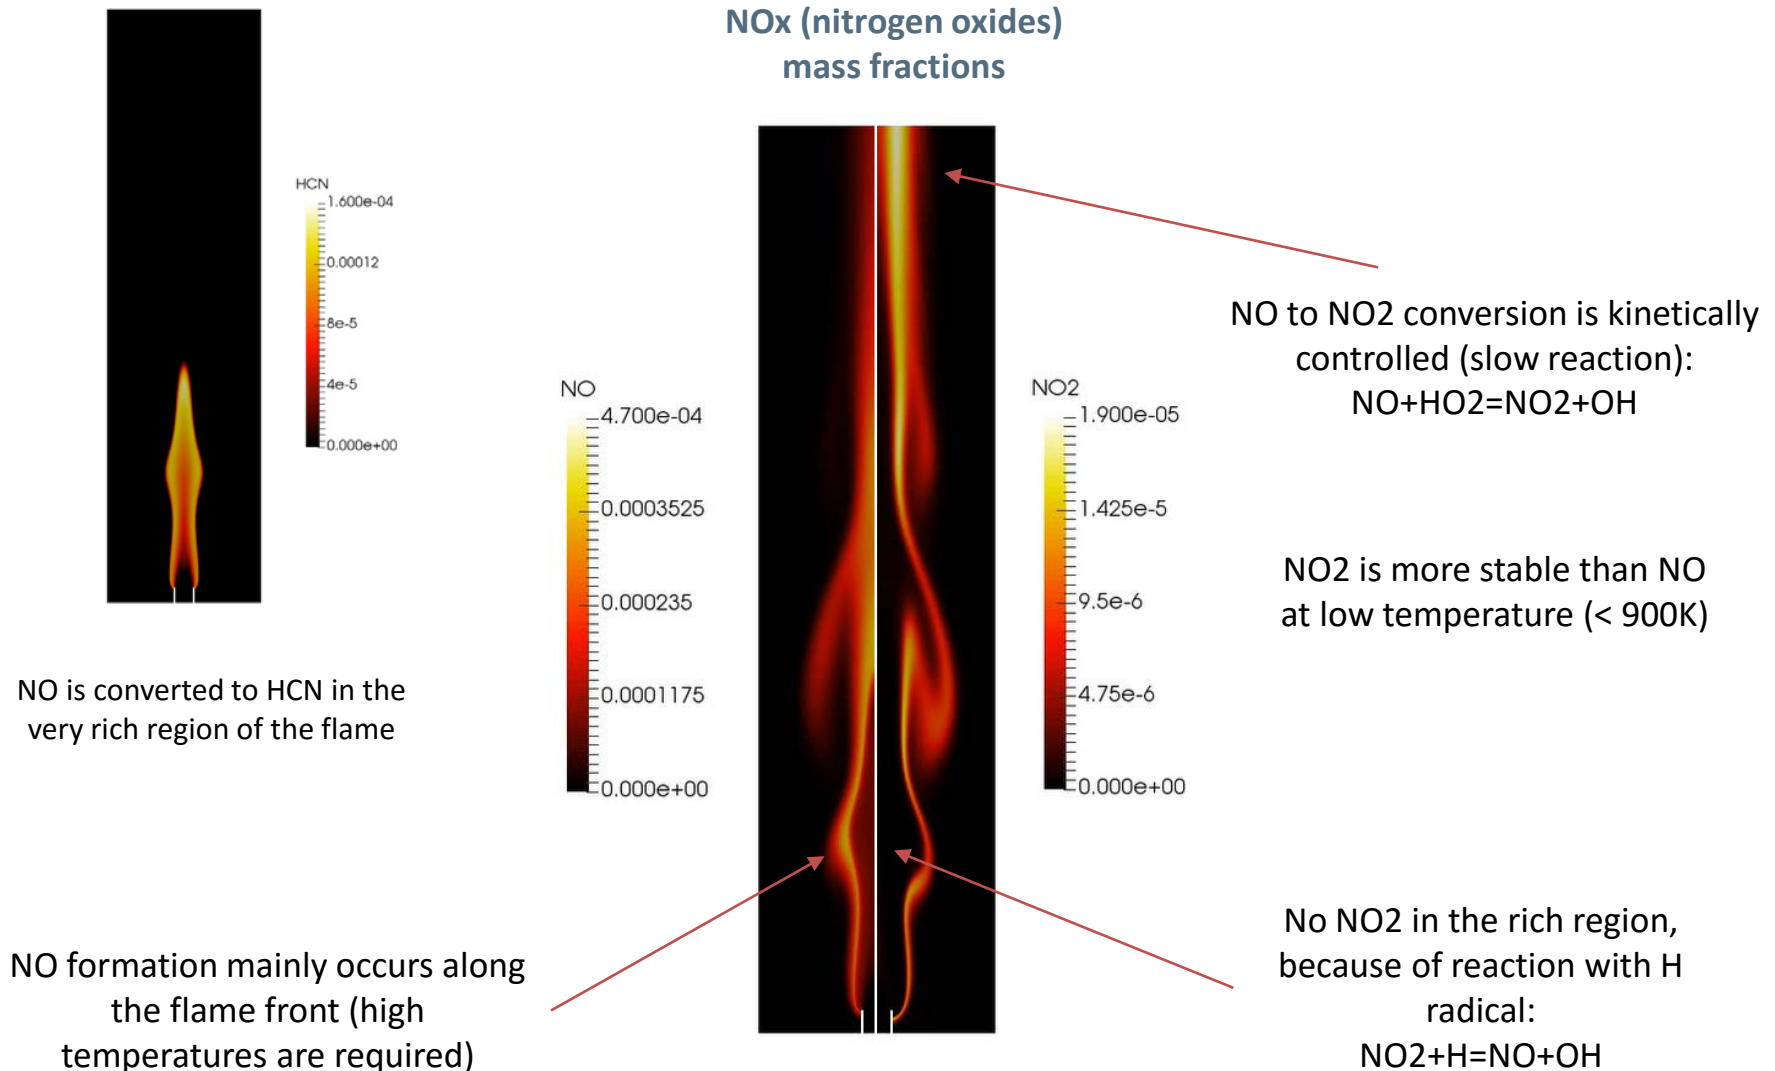 NOx (nitrogen oxides)
mass fractions
HCN
1.600e-04
0.00012
8e-5
4e-5
0.000e+00
NO is converted to HCN in the
very rich region of the flame
NO
4.700e-04
0.0003525
0.000235
0.0001175
0.000e+00
NO2
1.900e-05
1.425e-5
9.5e-6
4.75e-6
0.000e+00
NO to NO2 conversion is kinetically
controlled (slow reaction):
NO+HO2=NO2+OH
NO2 is more stable than NO
at low temperature (< 900K)
NO formation mainly occurs along
the flame front (high
temperatures are required)
No NO2 in the rich region,
because of reaction with H
radical:
NO2+H=NO+OH